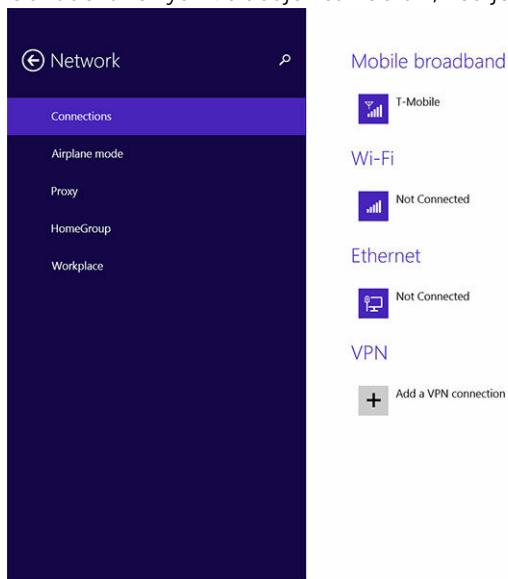 Network
Connections
Airplane mode
Proxy
HomeGroup
Workplace
Mobile broadband
T-Mobile
Wi-Fi
Not Connected
Ethernet
Not Connected
VPN
Add a VPN connection